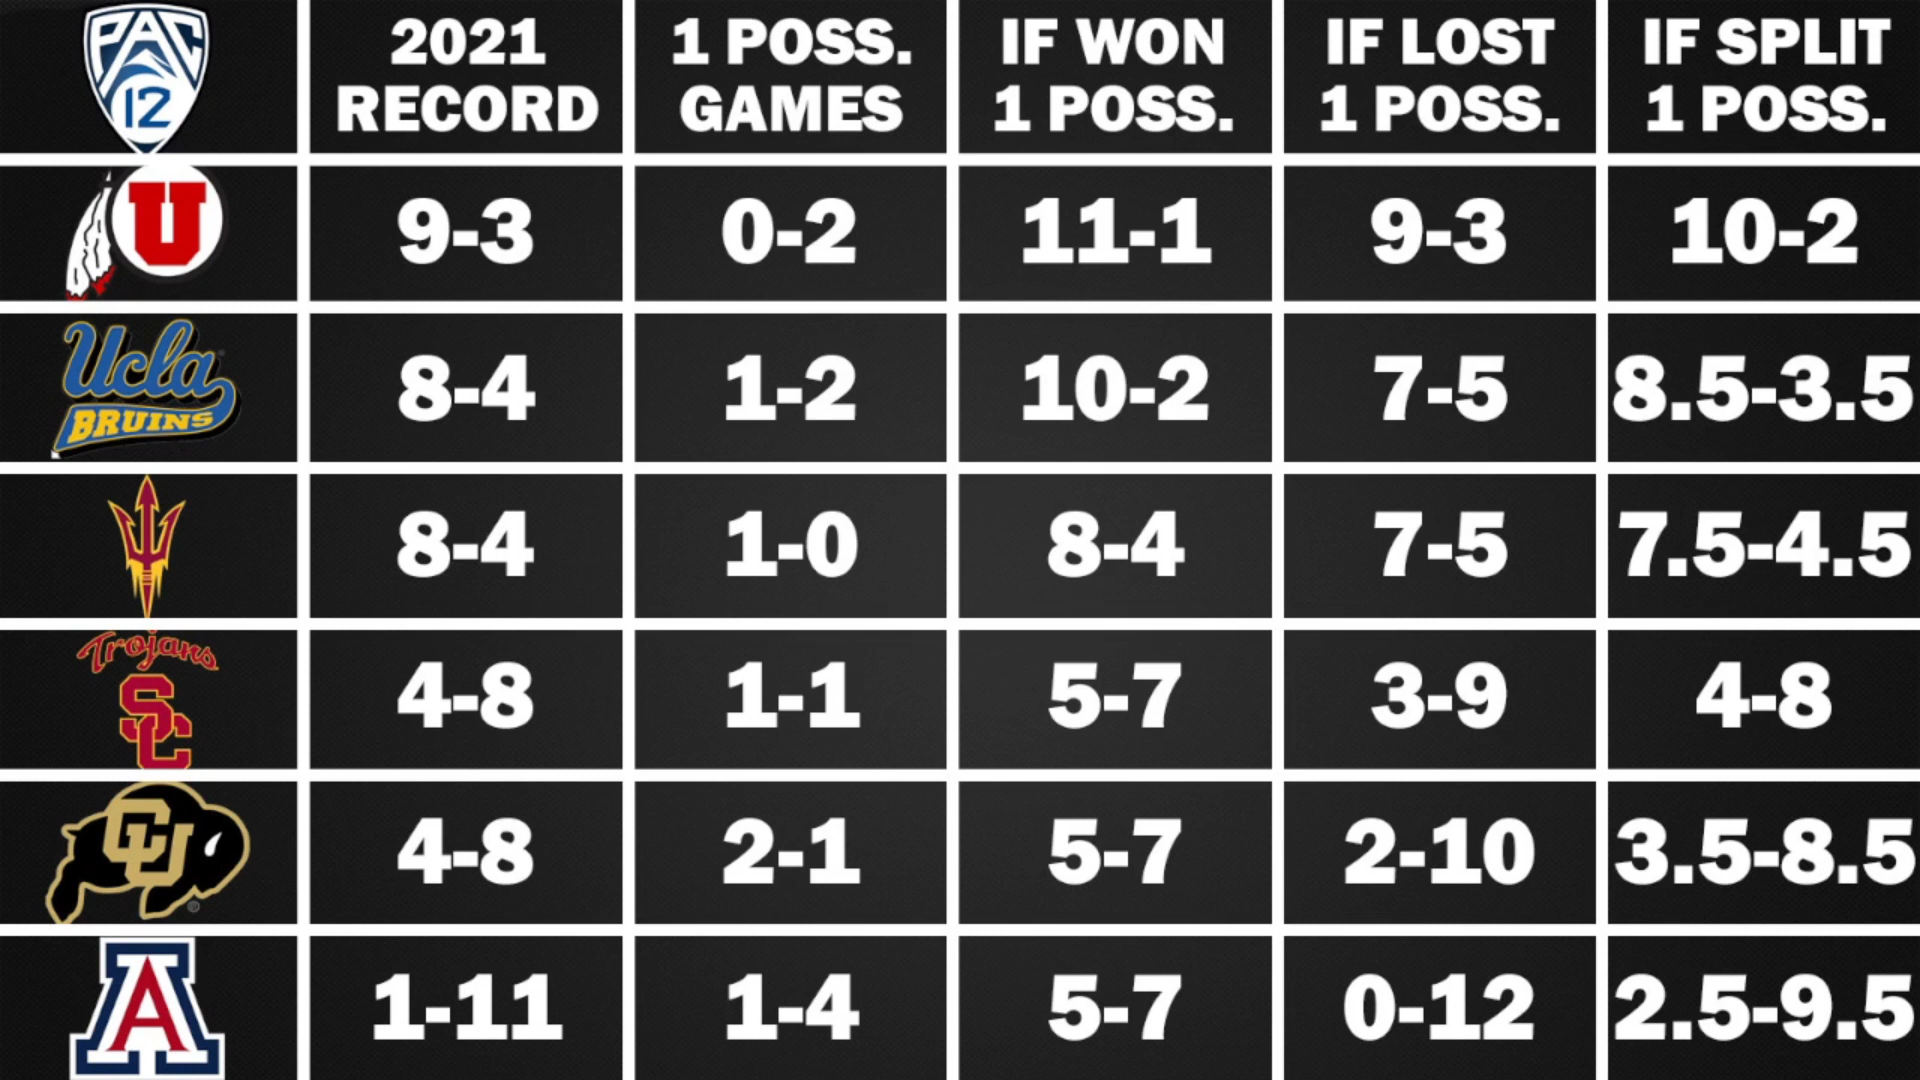 PAC
12
2021
RECORD
1 POSS.
GAMES
IF WON
1 POSS.
IF LOST
1 POSS.
IF SPLIT
1 POSS.
U
9-3
0-2
11-1
9-3
10-2
Ucla
BRUINS
8-4
1-2
10-2
7-5
8.5-3.5
8-4
1-0
8-4
7-5
7.5-4.5
Trojans
SC
4-8
1-1
5-7
3-9
4-8
CU
®
4-8
2-1
5-7
2-10
3.5-8.5
A
1-11
1-4
5-7
0-12
2.5-9.5